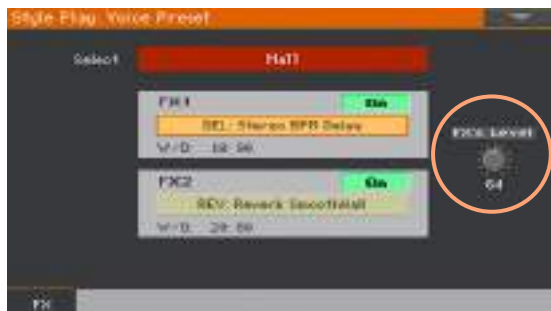 Style Play: Voice Preset
Select
Hall
FX1
On
DEL: Stereo BPM Delay
W/D:
FX2
On
REV: Reverb SmoothHall
W/D:
FX's Level
64
FX